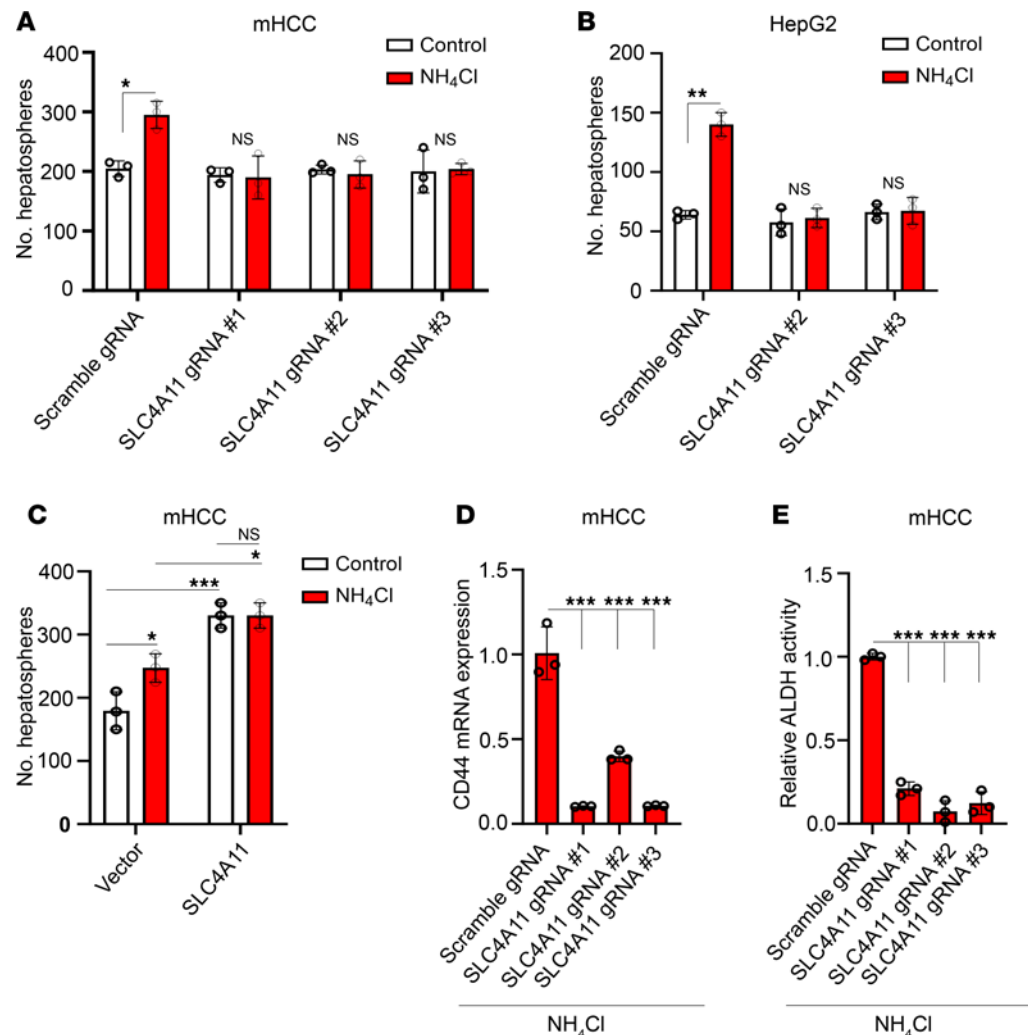 A
mHCC
Control
NH₄Cl
No. hepatospheres
400
300
200
100
0
*
NS
NS
NS
Scramble gRNA
SLC4A11 gRNA #1
SLC4A11 gRNA #2
SLC4A11 gRNA #3
B
HepG2
Control
NH₄Cl
No. hepatospheres
200
150
100
50
0
**
NS
NS
Scramble gRNA
SLC4A11 gRNA #2
SLC4A11 gRNA #3
C
mHCC
Control
NH₄Cl
No. hepatospheres
400
300
200
100
0
NS
*
***
*
Vector
SLC4A11
D
mHCC
CD44 mRNA expression
1.5
1.0
0.5
0.0
*** *** ***
Scramble gRNA
SLC4A11 gRNA #1
SLC4A11 gRNA #2
SLC4A11 gRNA #3
NH₄Cl
E
mHCC
Relative ALDH activity
1.5
1.0
0.5
0.0
*** *** ***
Scramble gRNA
SLC4A11 gRNA #1
SLC4A11 gRNA #2
SLC4A11 gRNA #3
NH₄Cl